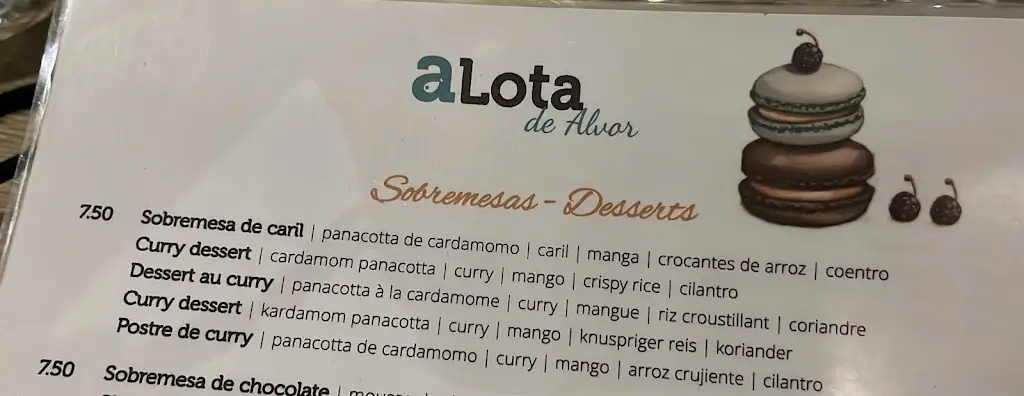 aLota
de Alvor
Sobremesas - Desserts
7.50 Sobremesa de caril | panacotta de cardamomo | caril | manga | crocantes de arroz | coentro
Curry dessert | cardamom panacotta | curry | mango | crispy rice | cilantro
Dessert au curry | panacotta à la cardamome | curry | mangue | riz croustillant | coriandre
Curry dessert | kardamom panacotta | curry | mango | knuspriger reis | koriander
Postre de curry | panacotta de cardamomo | curry | mango | arroz crujiente | cilantro
7.50 Sobremesa de chocolate |